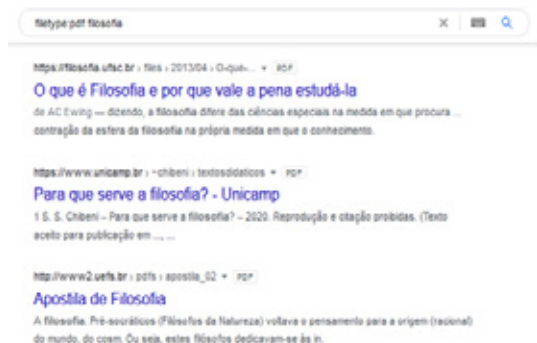 filetype:pdf filosofia
https://filosofia.ufsc.br › files › 2013/04 › O-que-... PDF
O que é Filosofia e por que vale a pena estudá-la
de AC Ewing — dizendo, a filosofia difere das ciências especiais na medida em que procura ...
contração da esfera da filosofia na própria medida em que o conhecimento.
https://www.unicamp.br › ~chibeni › textosdidaticos PDF
Para que serve a filosofia? - Unicamp
1 S. S. Chibeni – Para que serve a filosofia? – 2020. Reprodução e citação proibidas. (Texto
aceito para publicação em ..., ...
http://www2.uefs.br › pdfs › apostila_02 PDF
Apostila de Filosofia
A filosofia. Pré-socráticos (Filósofos da Natureza) voltava o pensamento para a origem (racional)
do mundo, do cosm. Ou seja, estes filósofos dedicavam-se às in.